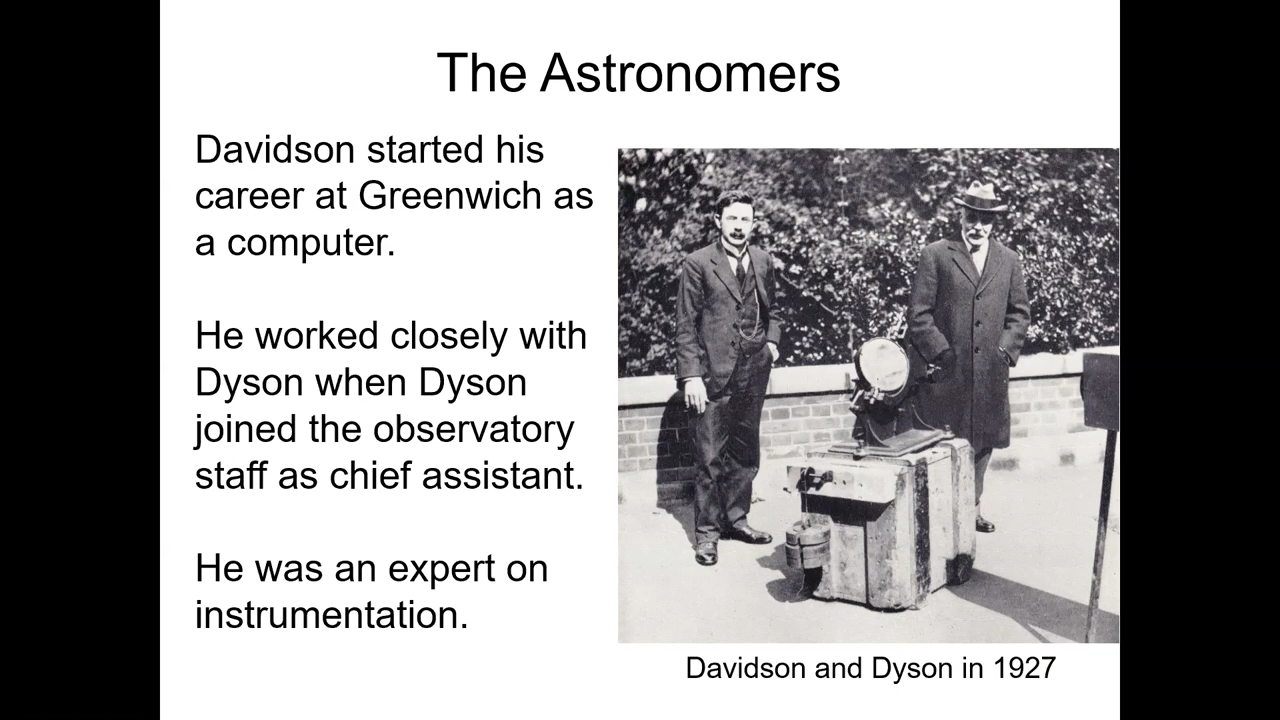 The Astronomers
Davidson started his
career at Greenwich as
a computer.
He worked closely with
Dyson when Dyson
joined the observatory
staff as chief assistant.
He was an expert on
instrumentation.
Davidson and Dyson in 1927